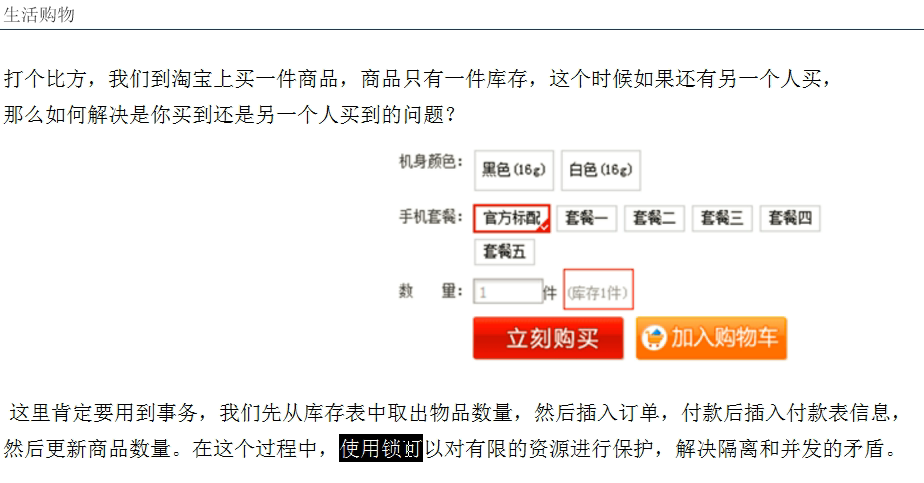 生活购物
打个比方，我们到淘宝上买一件商品，商品只有一件库存，这个时候如果还有另一个人买，
那么如何解决是你买到还是另一个人买到的问题？
机身颜色： 黑色(16g) 白色(16g)
手机套餐： 官方标配 套餐一 套餐二 套餐三 套餐四
套餐五
数 量： 1 件 (库存1件)
立刻购买 加入购物车
这里肯定要用到事务，我们先从库存表中取出物品数量，然后插入订单，付款后插入付款表信息，
然后更新商品数量。在这个过程中，使用锁可以对有限的资源进行保护，解决隔离和并发的矛盾。